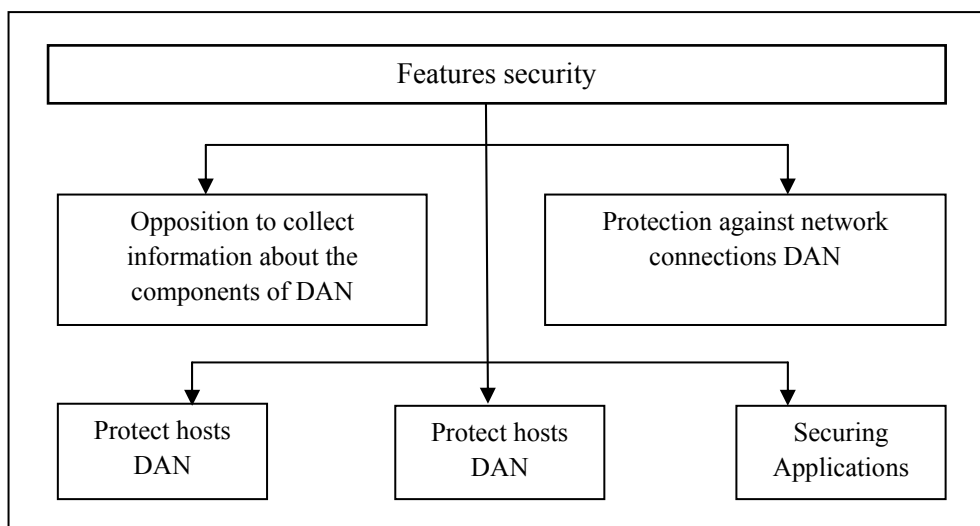 Features security
Opposition to collect
information about the
components of DAN
Protection against network
connections DAN
Protect hosts
DAN
Protect hosts
DAN
Securing
Applications